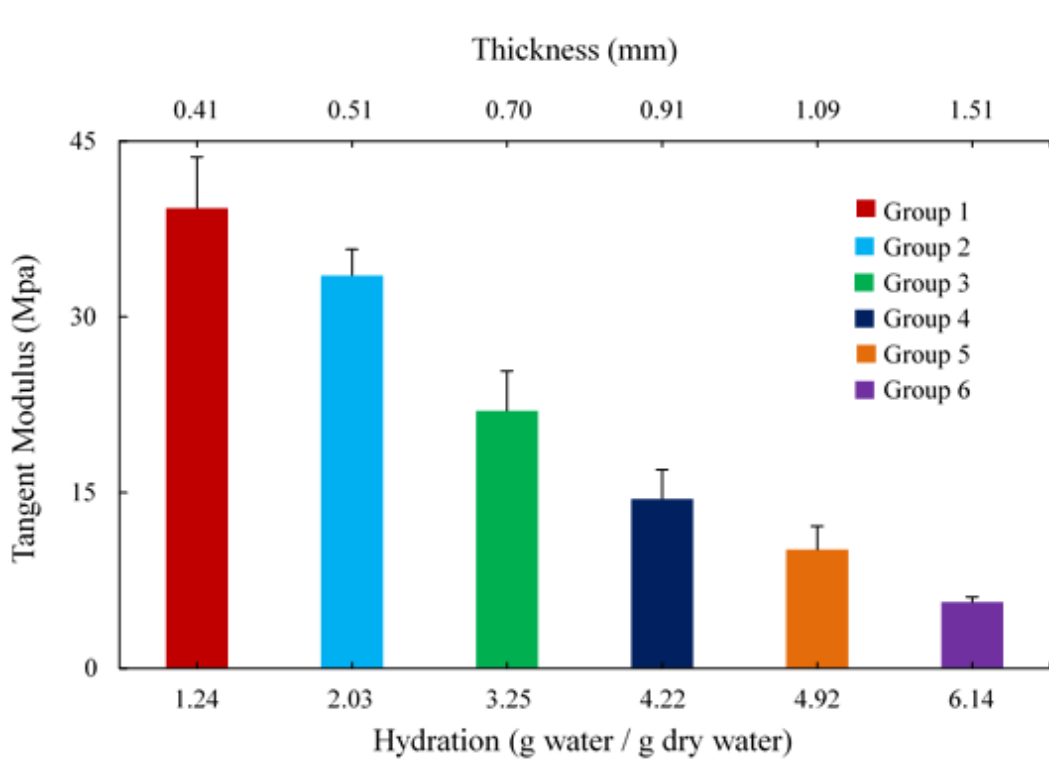 Thickness (mm)
0.41 0.51 0.70 0.91 1.09 1.51
45
30
15
0
Tangent Modulus (Mpa)
Group 1
Group 2
Group 3
Group 4
Group 5
Group 6
1.24 2.03 3.25 4.22 4.92 6.14
Hydration (g water / g dry water)